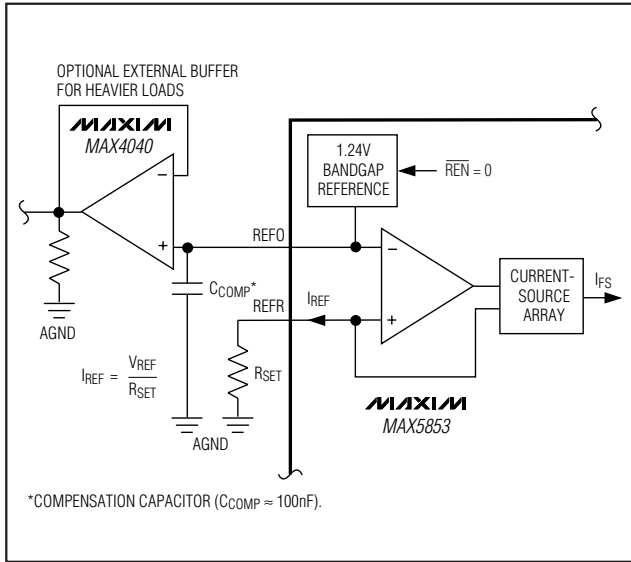 OPTIONAL EXTERNAL BUFFER
FOR HEAVIER LOADS
MAXIM
MAX4040
1.24V
BANDGAP
REFERENCE
REN = 0
−
+
REFO
−
+
CURRENT-
SOURCE
ARRAY
IFS
CCOMP*
REFR
IREF
AGND
IREF = VREF
RSET
RSET
AGND
MAXIM
MAX5853
*COMPENSATION CAPACITOR (CCOMP ≈ 100nF).